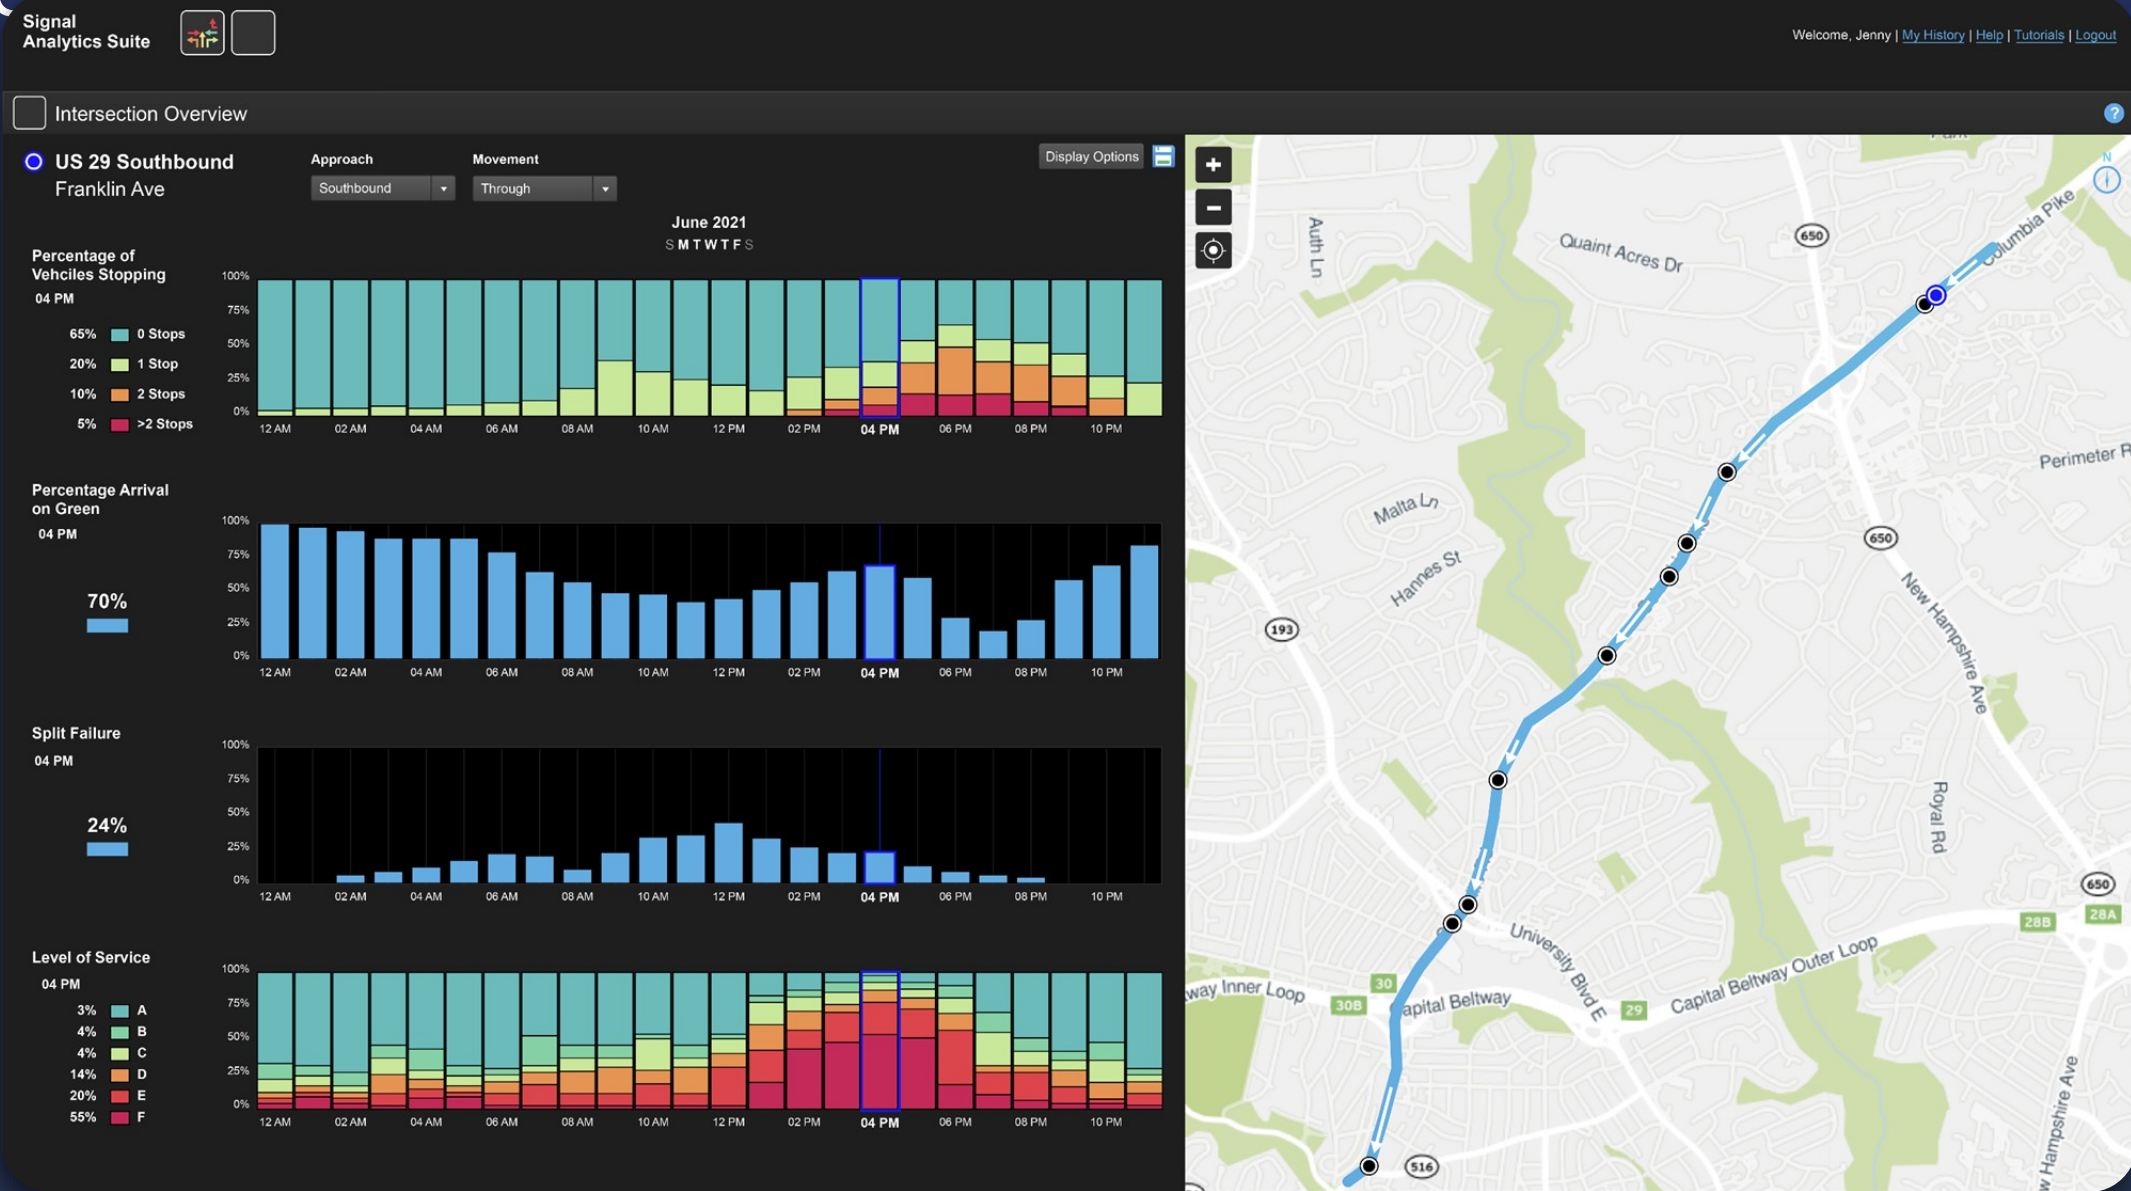 Signal
Analytics Suite
Welcome, Jenny | My History | Help | Tutorials | Logout
Intersection Overview
?
US 29 Southbound
Franklin Ave
Approach
Southbound
Movement
Through
Display Options
June 2021
S M T W T F S
Percentage of
Vehciles Stopping
04 PM
65% 0 Stops
20% 1 Stop
10% 2 Stops
5% >2 Stops
100%
75%
50%
25%
0%
12 AM 02 AM 04 AM 06 AM 08 AM 10 AM 12 PM 02 PM 04 PM 06 PM 08 PM 10 PM
Percentage Arrival
on Green
04 PM
70%
100%
75%
50%
25%
0%
12 AM 02 AM 04 AM 06 AM 08 AM 10 AM 12 PM 02 PM 04 PM 06 PM 08 PM 10 PM
Split Failure
04 PM
24%
100%
75%
50%
25%
0%
12 AM 02 AM 04 AM 06 AM 08 AM 10 AM 12 PM 02 PM 04 PM 06 PM 08 PM 10 PM
Level of Service
04 PM
3% A
4% B
4% C
14% D
20% E
55% F
100%
75%
50%
25%
0%
12 AM 02 AM 04 AM 06 AM 08 AM 10 AM 12 PM 02 PM 04 PM 06 PM 08 PM 10 PM
+
−
N
Auth Ln
Quaint Acres Dr
650
Columbia Pike
Perimeter R
Malta Ln
Hannes St
650
New Hampshire Ave
193
Royal Rd
650
28B
28A
University Blvd E
Capital Beltway Outer Loop
way Inner Loop
30
30B
Capital Beltway
29
w Hampshire Ave
516